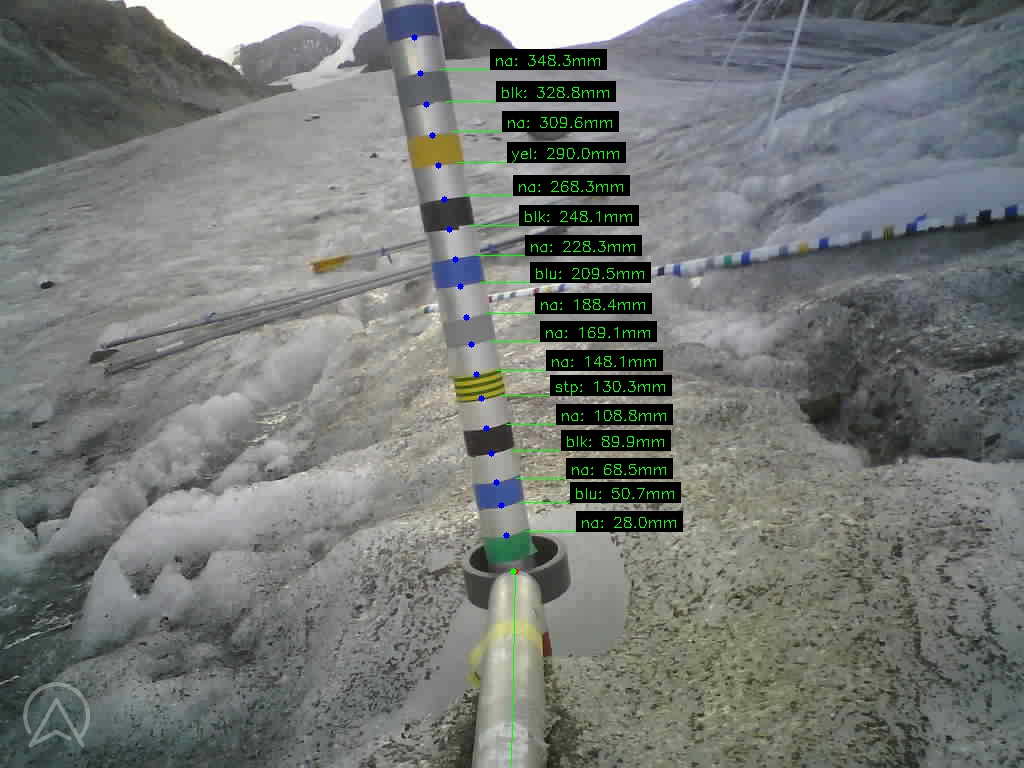 na: 348.3mm
blk: 328.8mm
na: 309.6mm
yel: 290.0mm
na: 268.3mm
blk: 248.1mm
na: 228.3mm
blu: 209.5mm
na: 188.4mm
na: 169.1mm
na: 148.1mm
stp: 130.3mm
na: 108.8mm
blk: 89.9mm
na: 68.5mm
blu: 50.7mm
na: 28.0mm